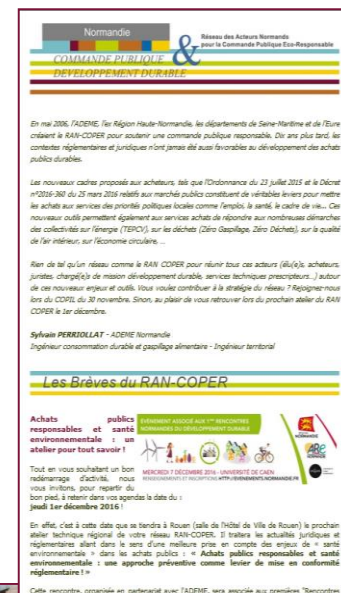 Normandie
Réseau des Acteurs Normands
pour la Commande Publique Eco-Responsable
COMMANDE PUBLIQUE
&
DEVELOPPEMENT DURABLE
En mai 2006, l'ADEME, l'ex Région Haute-Normandie, les départements de Seine-Maritime et de l'Eure
créaient le RAN-COPER pour soutenir une commande publique responsable. Dix ans plus tard, les
contextes réglementaires et juridiques n'ont jamais été aussi favorables au développement des achats
publics durables.
Les nouveaux cadres proposés aux acheteurs, tels que l'Ordonnance du 23 juillet 2015 et le Décret
n°2016-360 du 25 mars 2016 relatifs aux marchés publics constituent de véritables leviers pour mettre
les achats aux services des priorités politiques locales comme l'emploi, la santé, le cadre de vie... Ces
nouveaux outils permettent également aux services achats de répondre aux nombreuses démarches
des collectivités sur l'énergie (TEPCV), sur les déchets (Zéro Gaspillage, Zéro Déchets), sur la qualité
de l'air intérieur, sur l'économie circulaire, ...
Rien de tel qu'un réseau comme le RAN COPER pour réunir tous ces acteurs (élu(e)s, acheteurs,
juristes, chargé(e)s de mission développement durable, services techniques prescripteurs...) autour
de ces nouveaux enjeux et outils. Vous voulez contribuer à la stratégie du réseau ? Rejoignez-nous
lors du COPIL du 30 novembre. Sinon, au plaisir de vous retrouver lors du prochain atelier du RAN
COPER le 1er décembre.
Sylvain PERRIOLLAT - ADEME Normandie
Ingénieur consommation durable et gaspillage alimentaire - Ingénieur territorial
Les Brèves du RAN-COPER
Achats publics
responsables et santé
environnementale : un
atelier pour tout savoir !
ÉVÉNEMENT ASSOCIÉ AUX 1ères RENCONTRES
NORMANDES DU DÉVELOPPEMENT DURABLE
NORMANDIE
MERCREDI 7 DECEMBRE 2016 - UNIVERSITÉ DE CAEN
RENSEIGNEMENTS ET INSCRIPTIONS HTTP://EVENEMENTS.NORMANDIE.FR
Tout en vous souhaitant un bon
redémarrage d'activité, nous
vous invitons, pour repartir du
bon pied, à retenir dans vos agendas la date du :
jeudi 1er décembre 2016 !
En effet, c'est à cette date que se tiendra à Rouen (salle de l'Hôtel de Ville de Rouen) le prochain
atelier technique régional de votre réseau RAN-COPER. Il traitera les actualités juridiques et
réglementaires allant dans le sens d'une meilleure prise en compte des enjeux de « santé
environnementale » dans les achats publics : « Achats publics responsables et santé
environnementale : une approche préventive comme levier de mise en conformité
réglementaire ! »
Cette rencontre, organisée en partenariat avec l'ADEME, sera associée aux premières "Rencontres